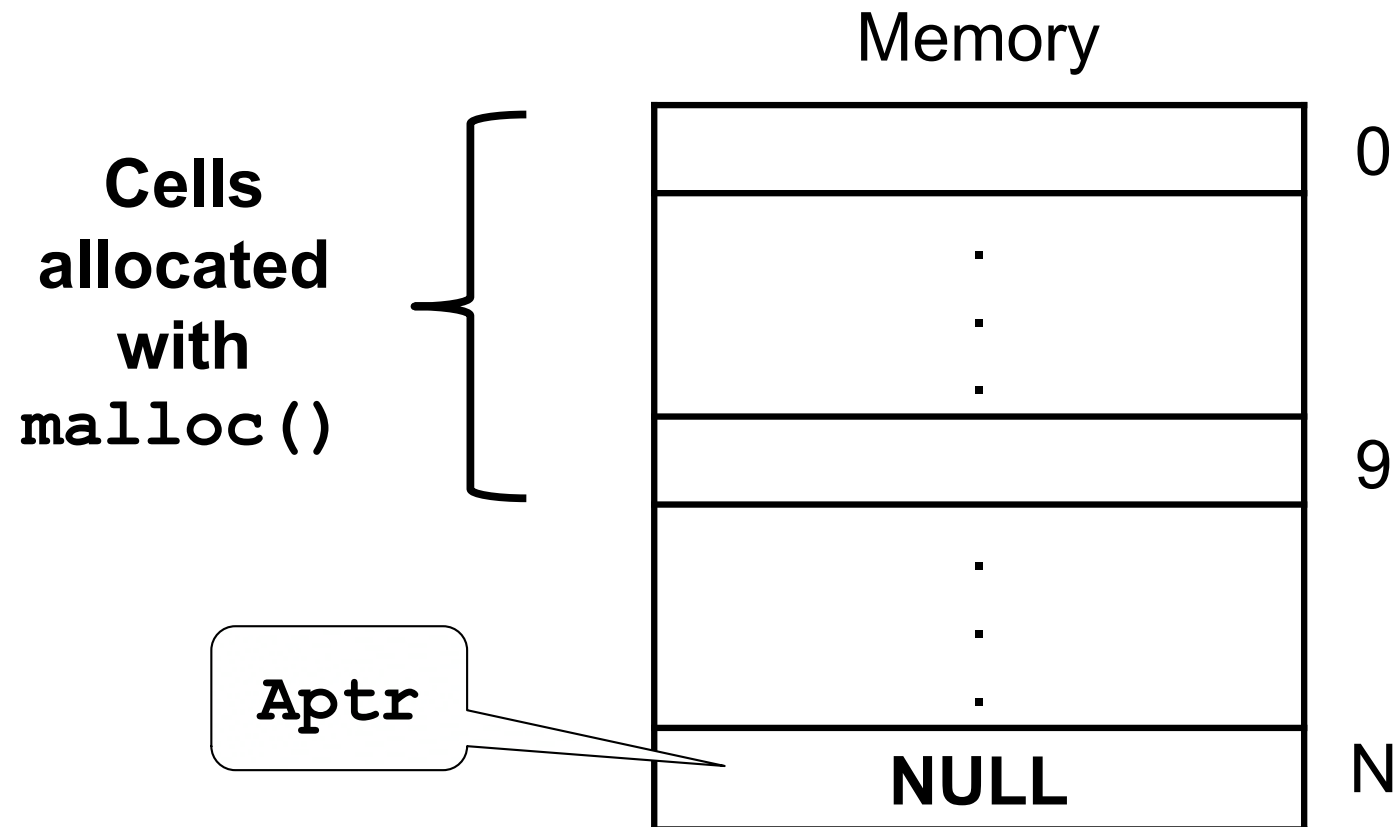 Memory
0
Cells
allocated
with
malloc()
.
.
.
9
.
.
.
Aptr
NULL
N